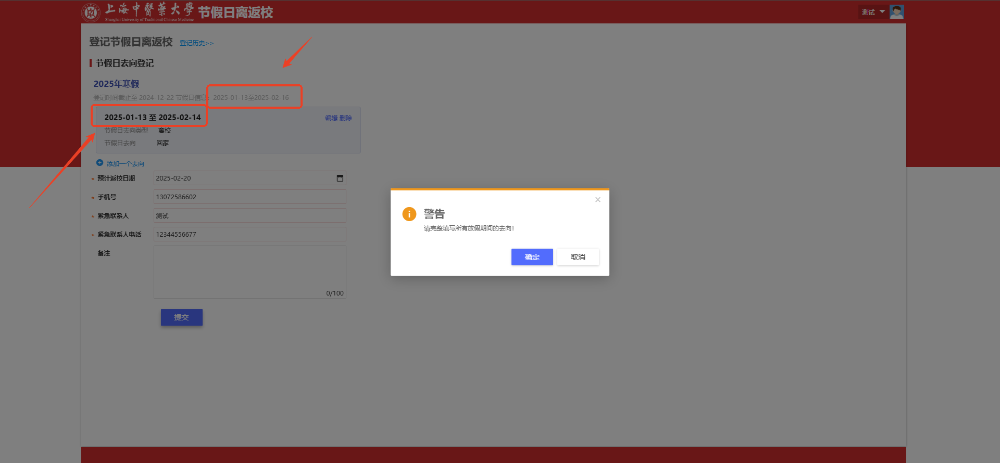 上海中醫藥大學 节假日离返校
Shanghai University of Traditional Chinese Medicine
测试
登记节假日离返校 登记历史>>
节假日去向登记
2025年寒假
登记时间截止至 2024-12-22 节假日信息: 2025-01-13至2025-02-16
2025-01-13 至 2025-02-14 编辑 删除
节假日去向类型 离校
节假日去向 回家
添加一个去向
* 预计返校日期 2025-02-20
* 手机号 13072586602
* 紧急联系人 测试
* 紧急联系人电话 12344556677
备注
0/100
提交
警告
请完整填写所有放假期间的去向!
确定 取消